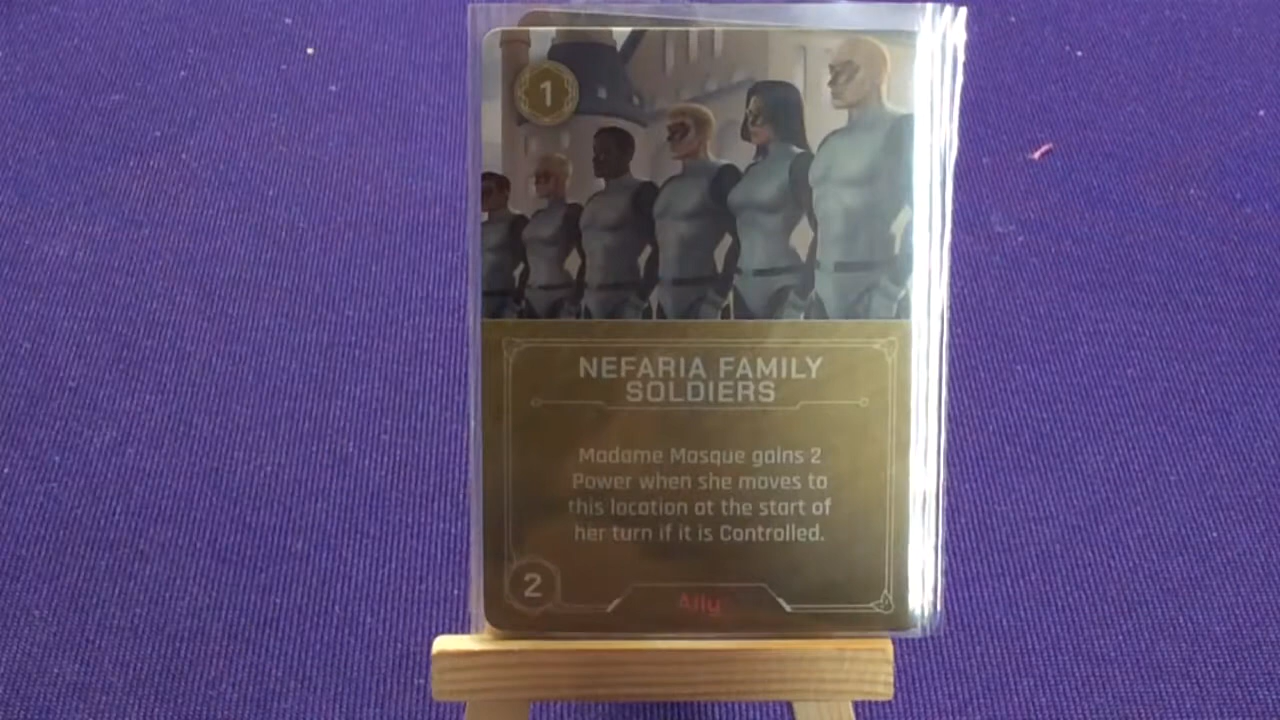 1
NEFARIA FAMILY
SOLDIERS
Madame Masque gains 2
Power when she moves to
this location at the start of
her turn if it is Controlled.
2
Ally